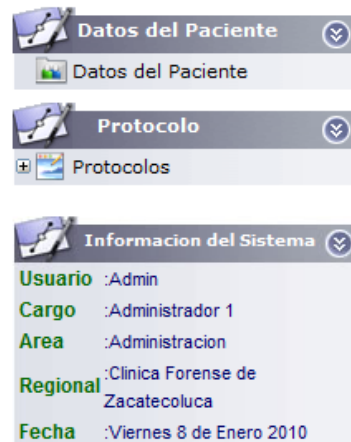 Datos del Paciente
Datos del Paciente
Protocolo
Protocolos
Informacion del Sistema
Usuario :Admin
Cargo :Administrador 1
Area :Administracion
Regional :Clinica Forense de
Zacatecoluca
Fecha :Viernes 8 de Enero 2010